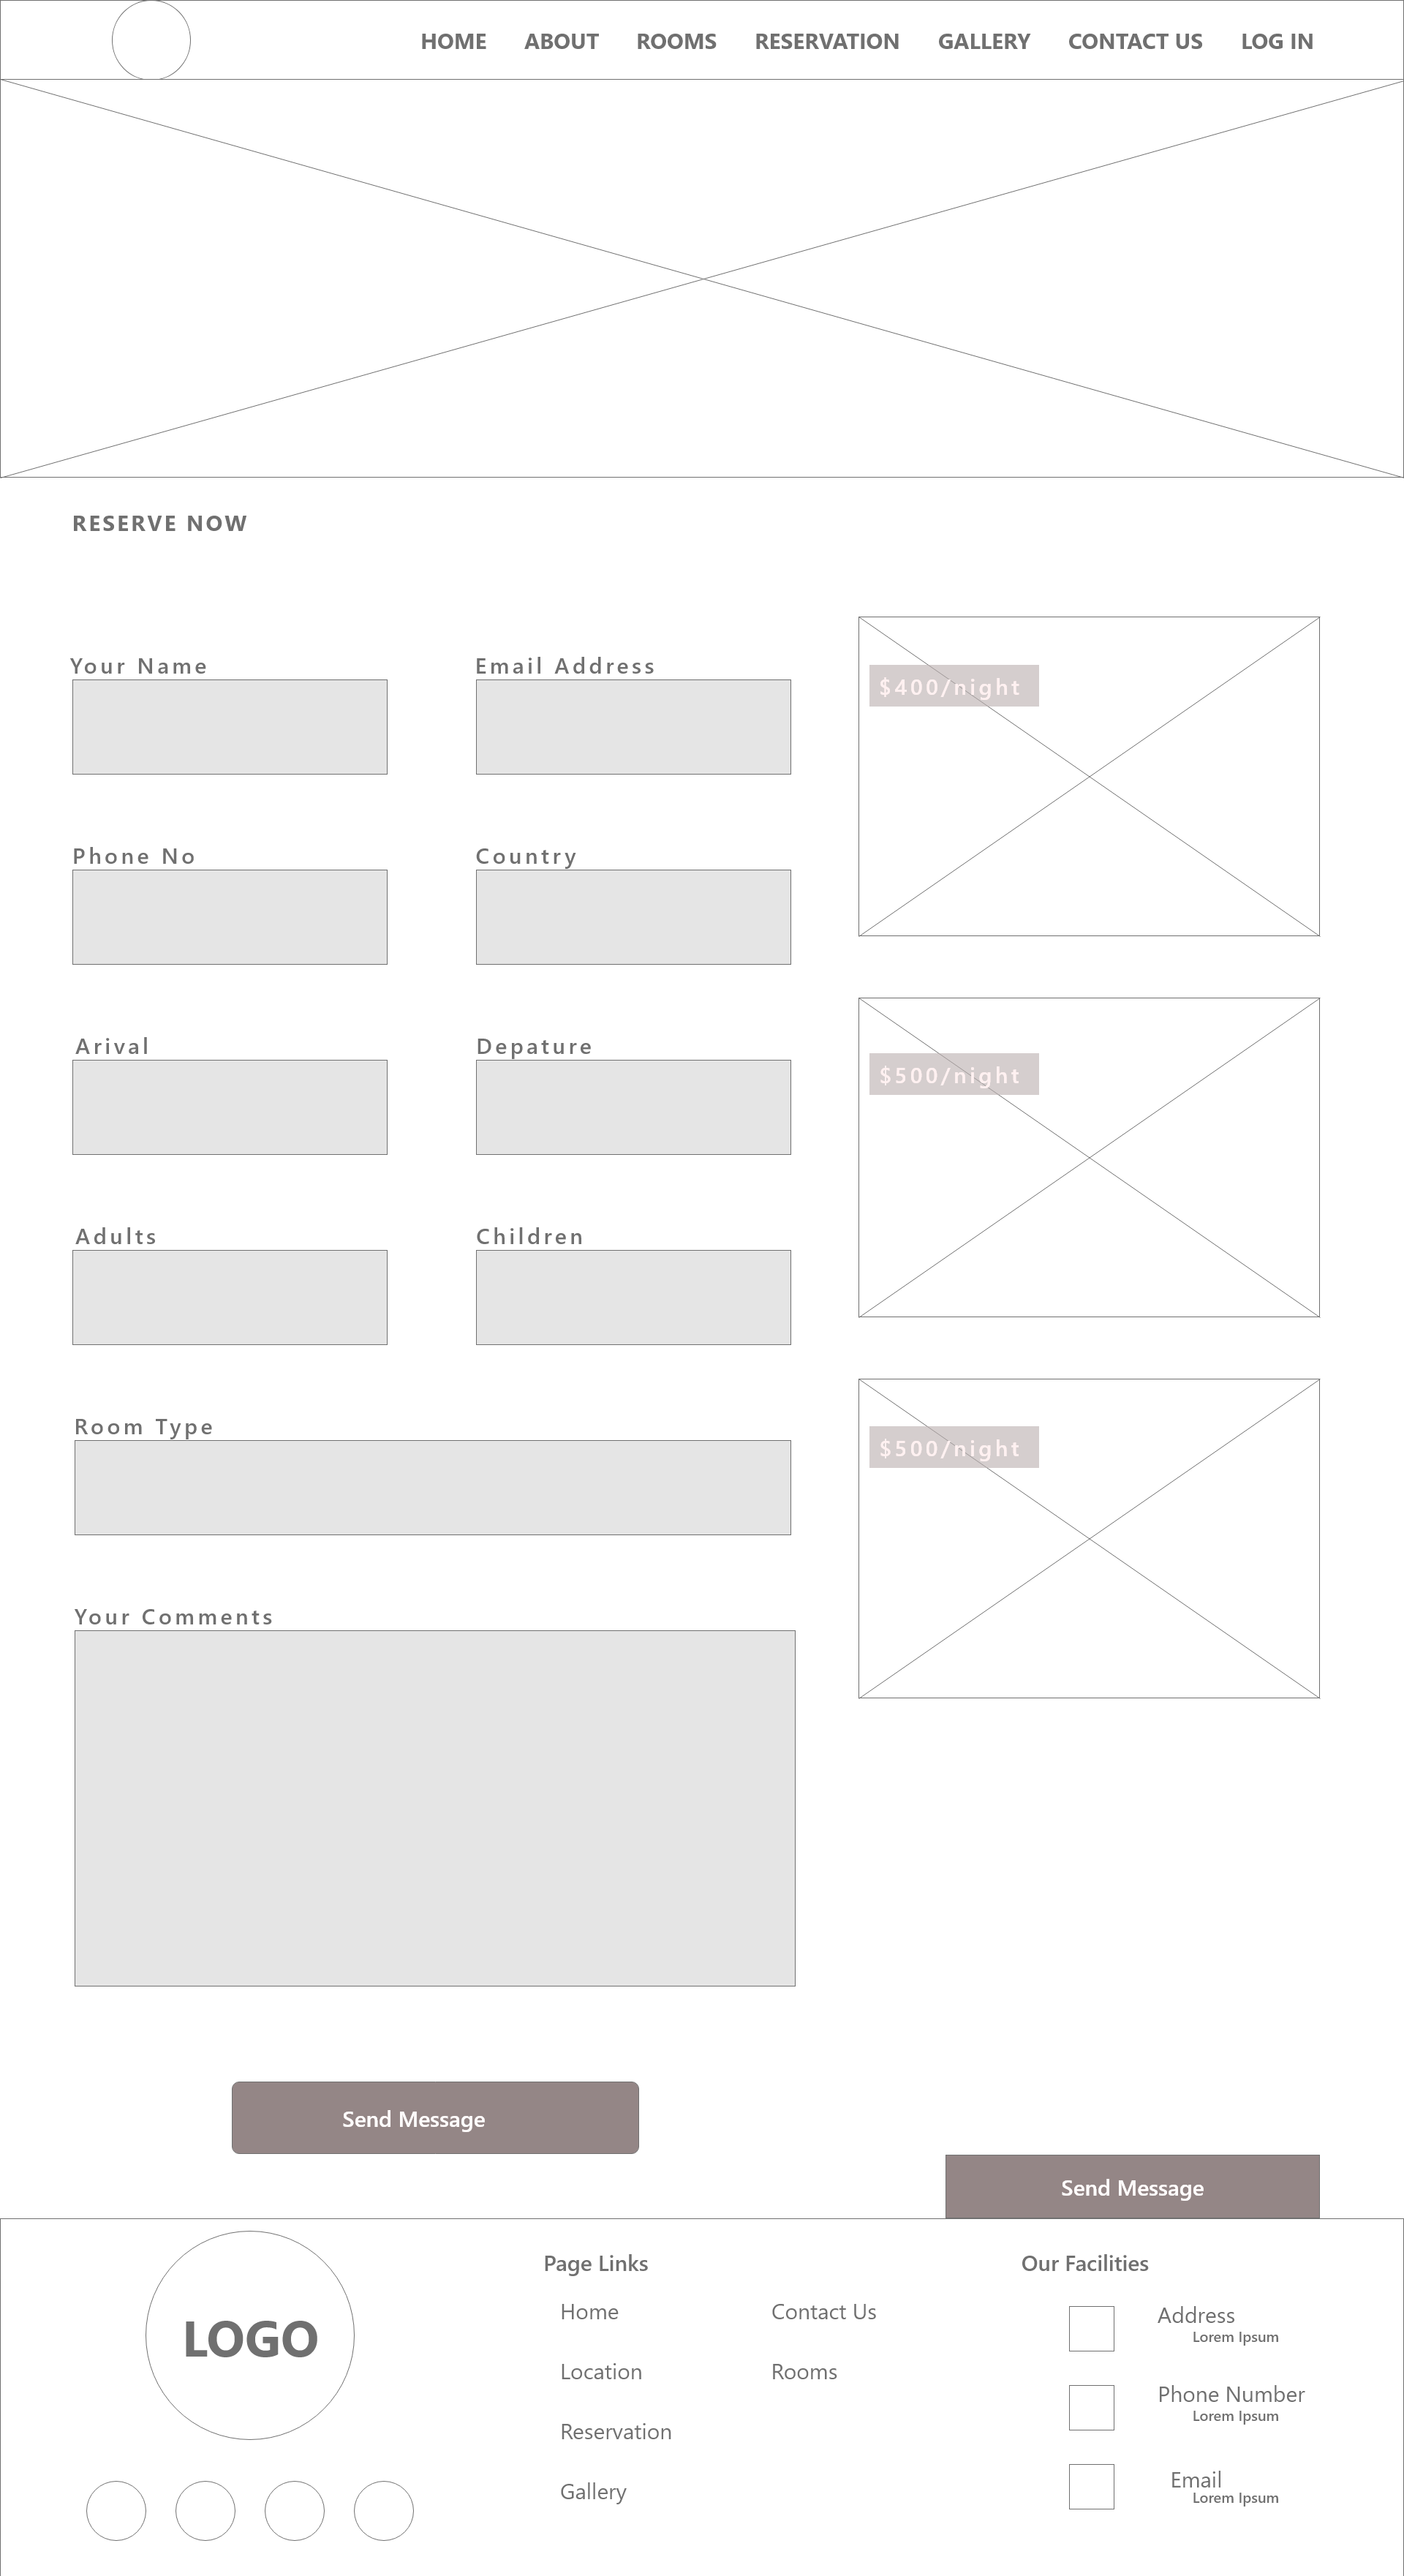 HOME ABOUT ROOMS RESERVATION GALLERY CONTACT US LOG IN
RESERVE NOW
Your Name
Email Address
Phone No
Country
Arival
Depature
Adults
Children
Room Type
Your Comments
Send Message
$400/night
$500/night
$500/night
Send Message
LOGO
Page Links
Home
Location
Reservation
Gallery
Contact Us
Rooms
Our Facilities
Address
Lorem Ipsum
Phone Number
Lorem Ipsum
Email
Lorem Ipsum